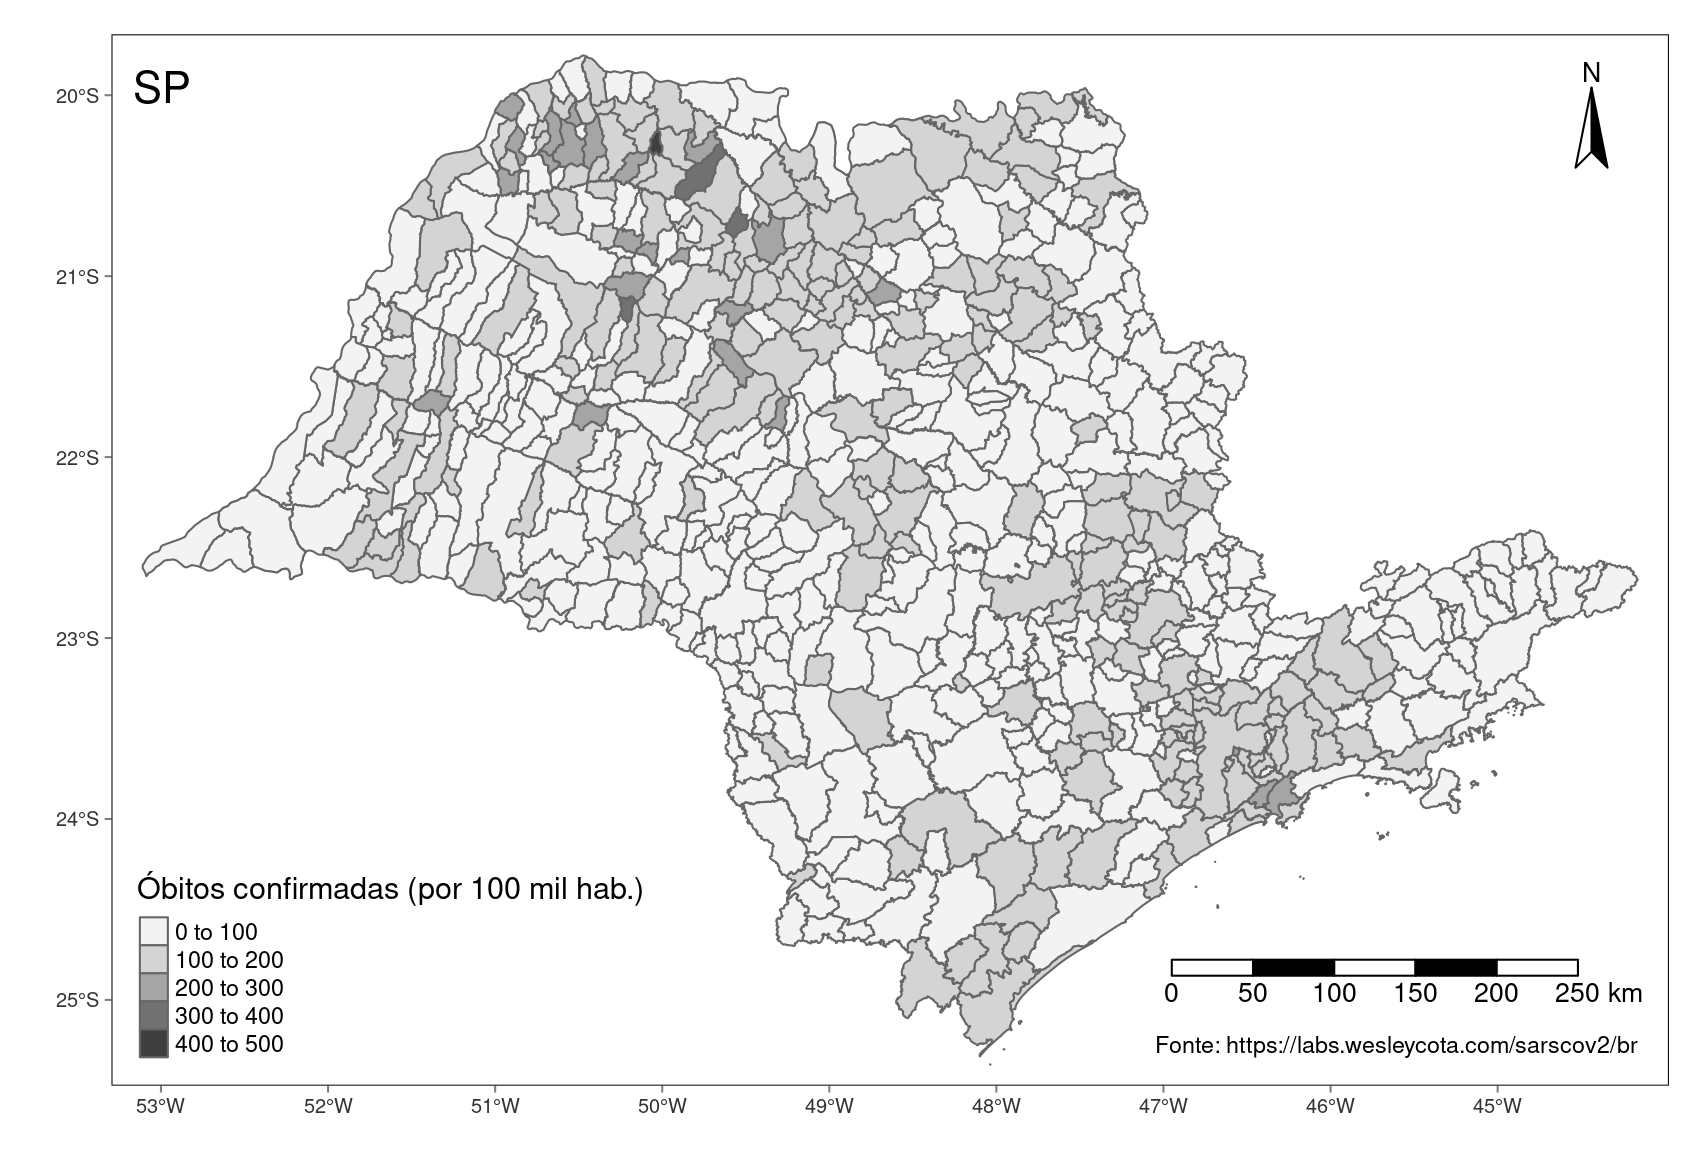 SP
N
20°S
21°S
22°S
23°S
24°S
25°S
Óbitos confirmadas (por 100 mil hab.)
0 to 100
100 to 200
200 to 300
300 to 400
400 to 500
0 50 100 150 200 250 km
Fonte: https://labs.wesleycota.com/sarscov2/br
53°W 52°W 51°W 50°W 49°W 48°W 47°W 46°W 45°W